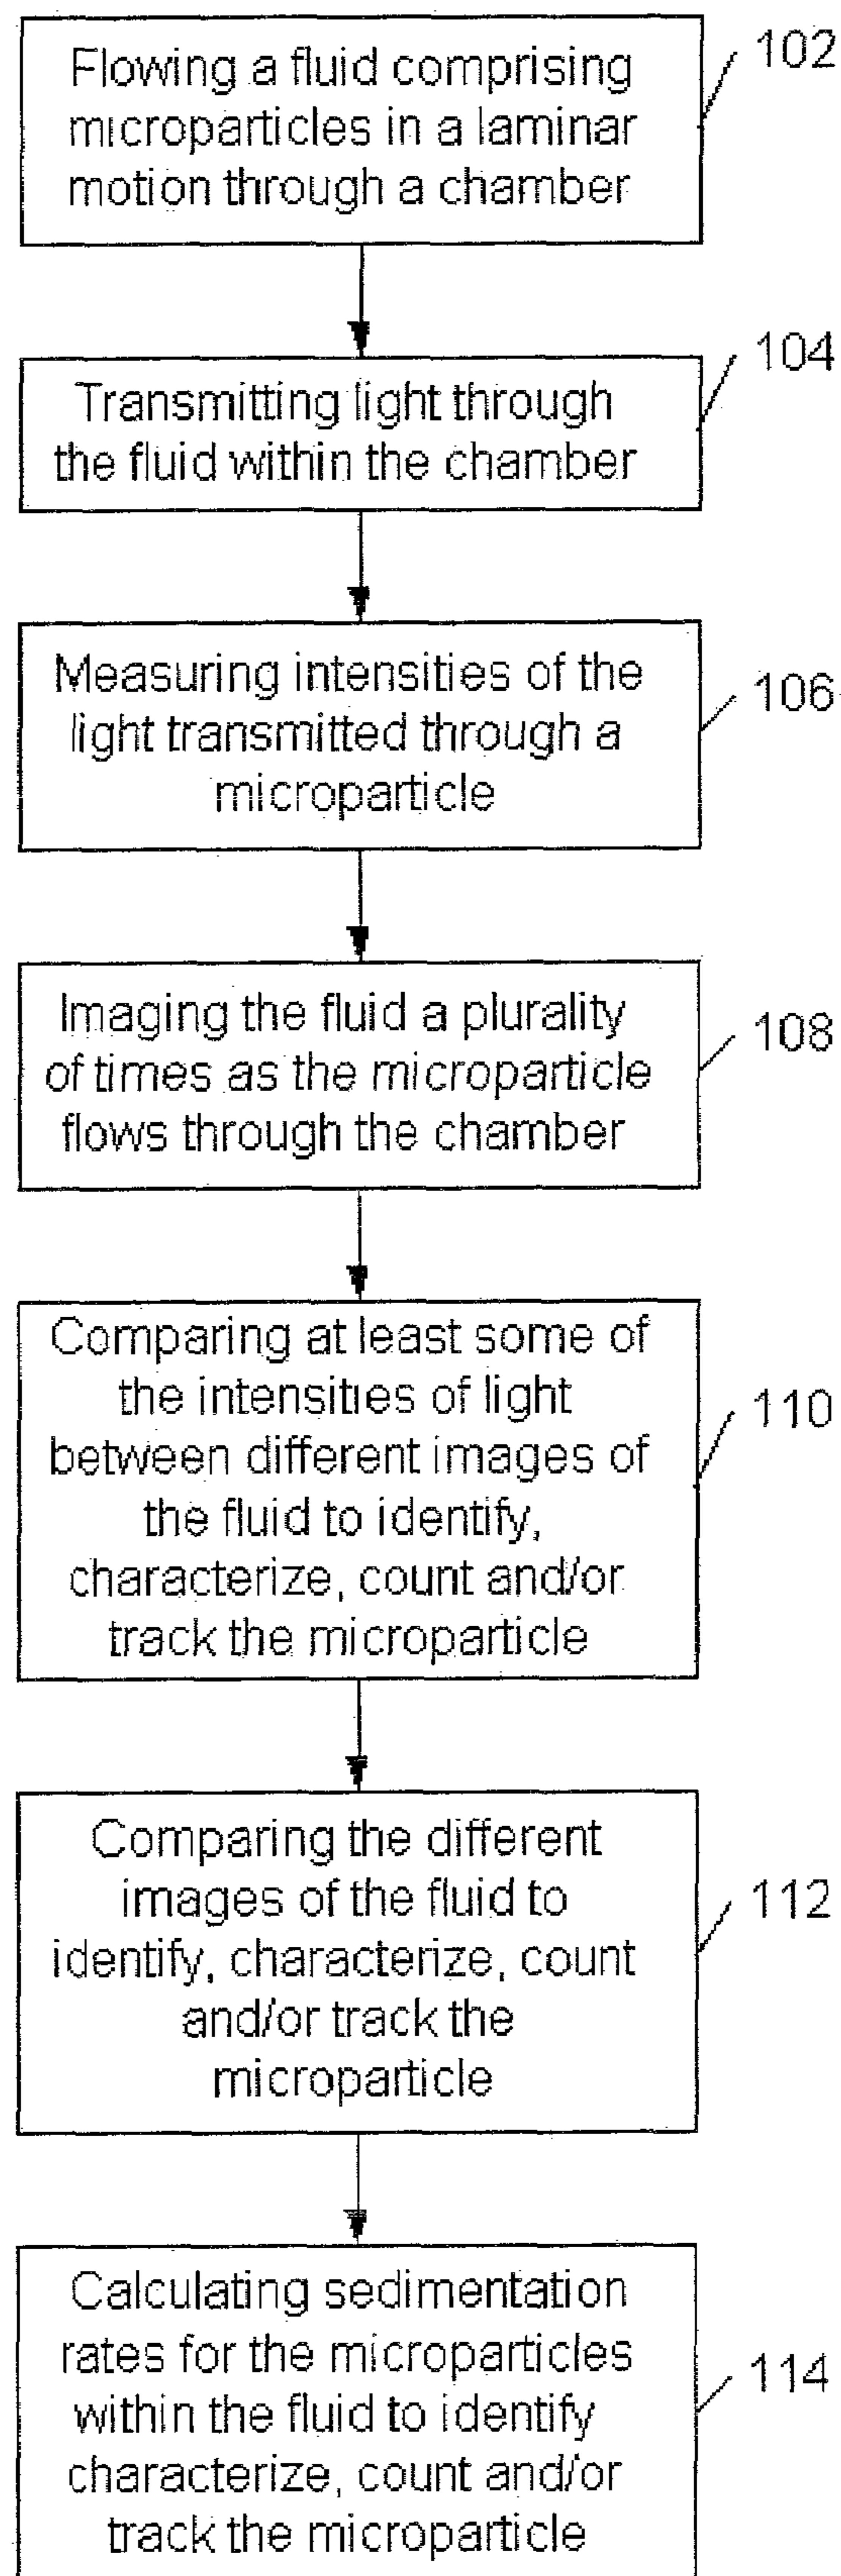 Flowing a fluid comprising
microparticles in a laminar
motion through a chamber
102
Transmitting light through
the fluid within the chamber
104
Measuring intensities of the
light transmitted through a
microparticle
106
Imaging the fluid a plurality
of times as the microparticle
flows through the chamber
108
Comparing at least some of
the intensities of light
between different images of
the fluid to identify,
characterize, count and/or
track the microparticle
110
Comparing the different
images of the fluid to
identify, characterize, count
and/or track the
microparticle
112
Calculating sedimentation
rates for the microparticles
within the fluid to identify
characterize, count and/or
track the microparticle
114